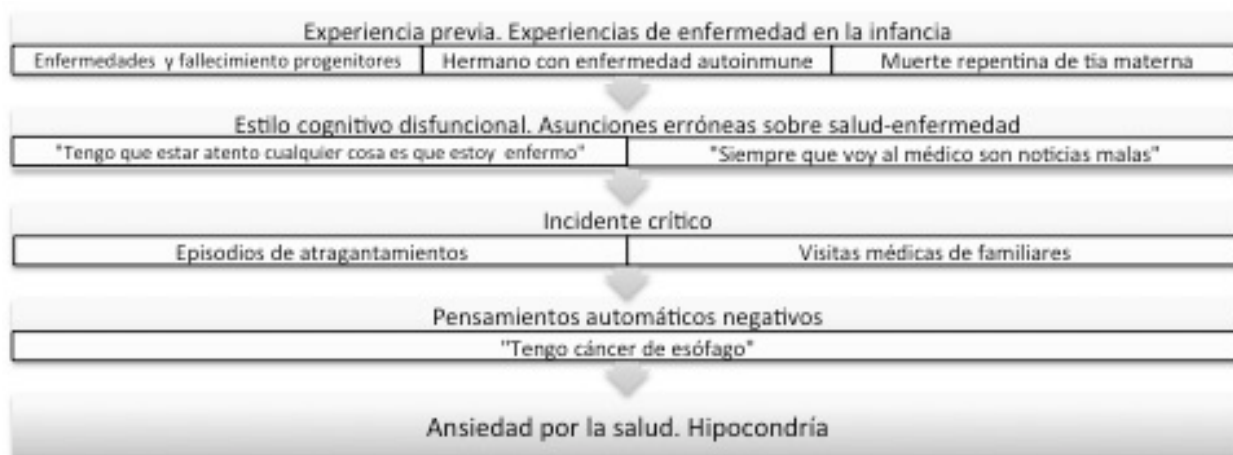 Experiencia previa. Experiencias de enfermedad en la infancia
Enfermedades y fallecimiento progenitores
Hermano con enfermedad autoinmune
Muerte repentina de tia materna
Estilo cognitivo disfuncional. Asunciones erróneas sobre salud-enfermedad
"Tengo que estar atento cualquier cosa es que estoy enfermo"
"Siempre que voy al médico son noticias malas"
Incidente crítico
Episodios de atragantamientos
Visitas médicas de familiares
Pensamientos automáticos negativos
"Tengo cáncer de esófago"
Ansiedad por la salud. Hipocondría